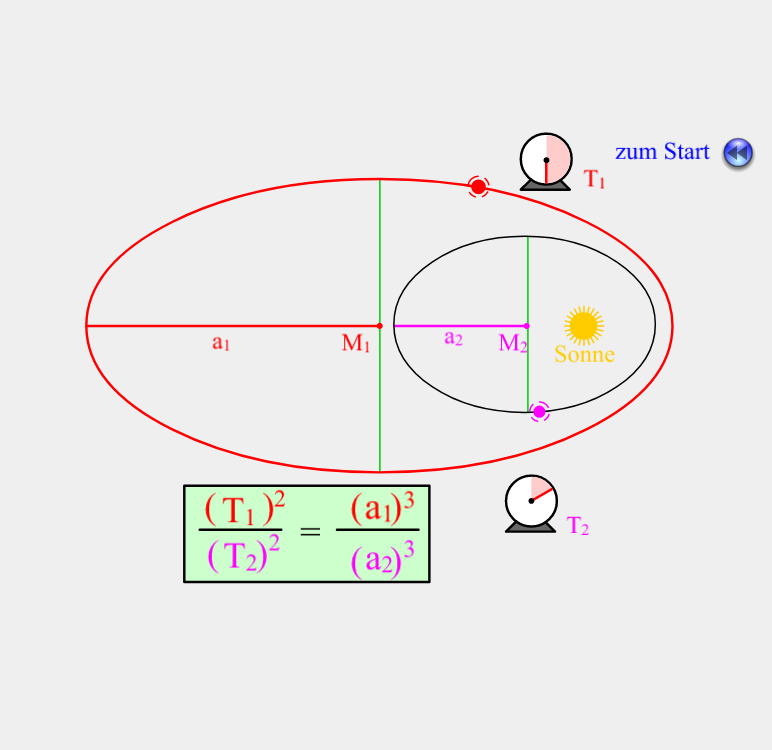 zum Start
T₁
a₁
M₁
a₂
M₂
Sonne
(T₁)² / (T₂)² = (a₁)³ / (a₂)³
T₂